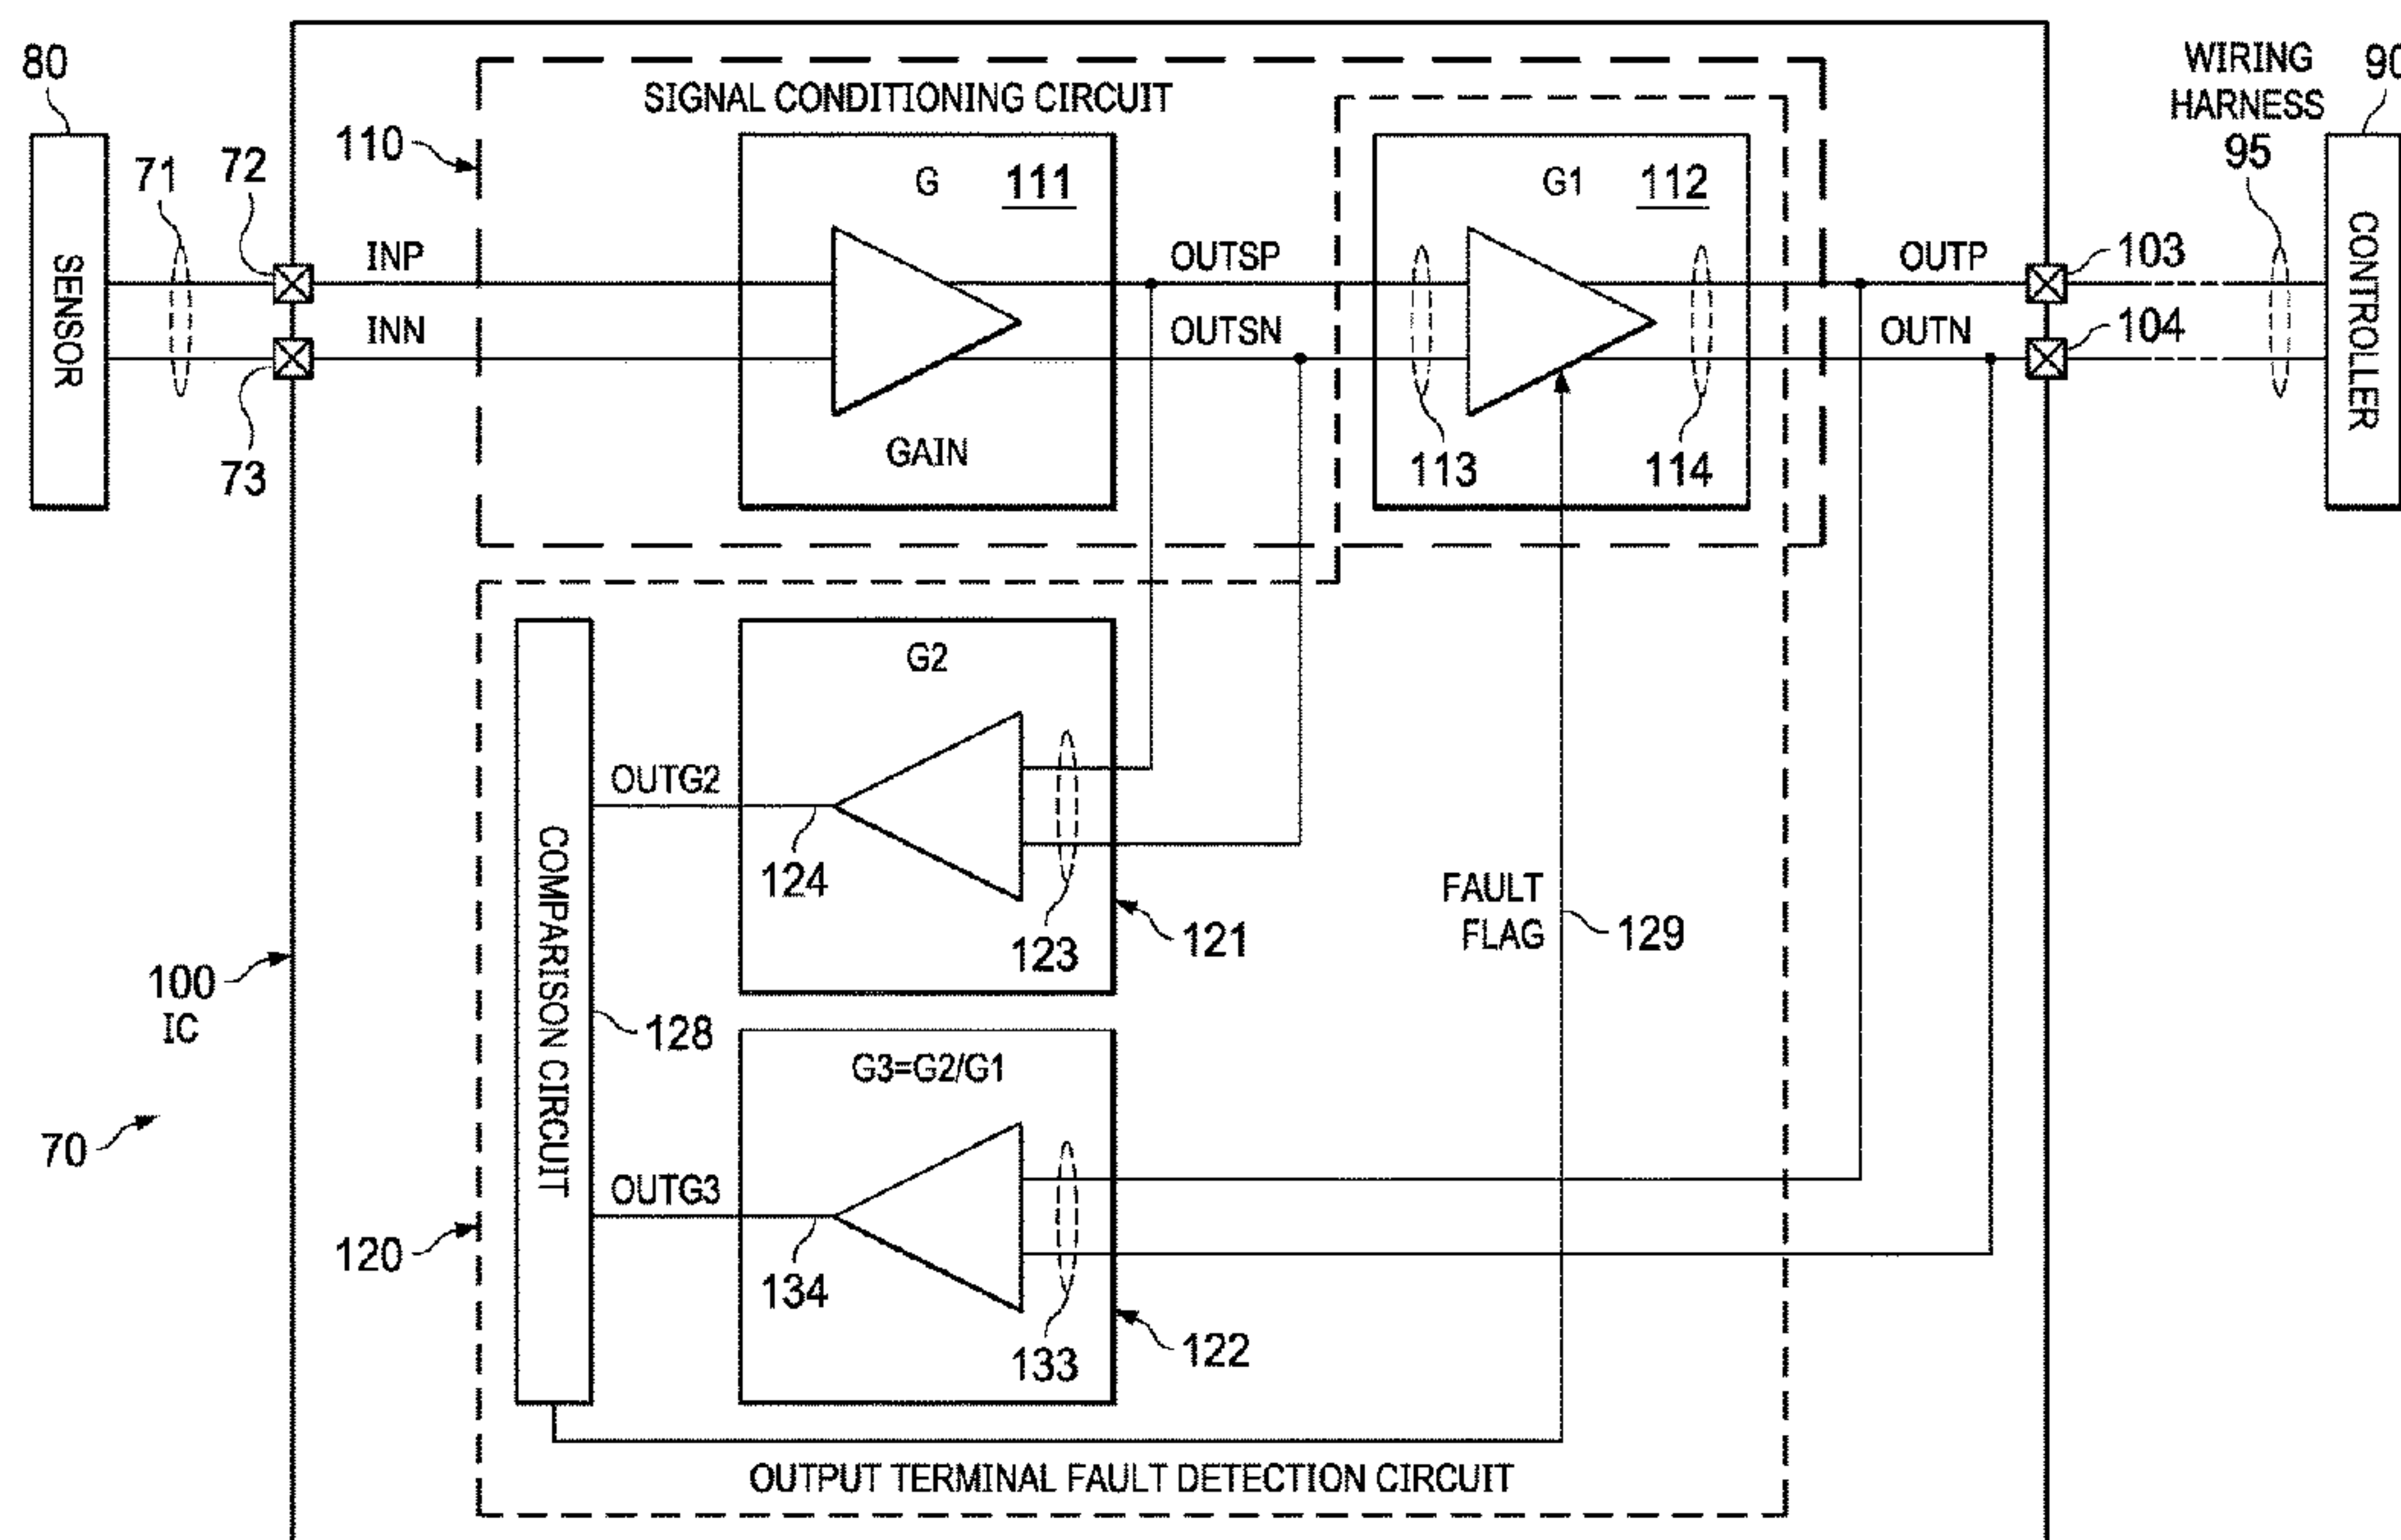 80
WIRING
HARNESS
95
90
SIGNAL CONDITIONING CIRCUIT
110
71
72
G
111
G1
112
SENSOR
INP
INN
OUTSP
OUTSN
OUTP
OUTN
103
104
CONTROLLER
73
GAIN
113
114
G2
OUTG2
124
123
121
FAULT
FLAG
129
100
IC
COMPARISON CIRCUIT
128
G3=G2/G1
70
OUTG3
120
134
133
122
OUTPUT TERMINAL FAULT DETECTION CIRCUIT